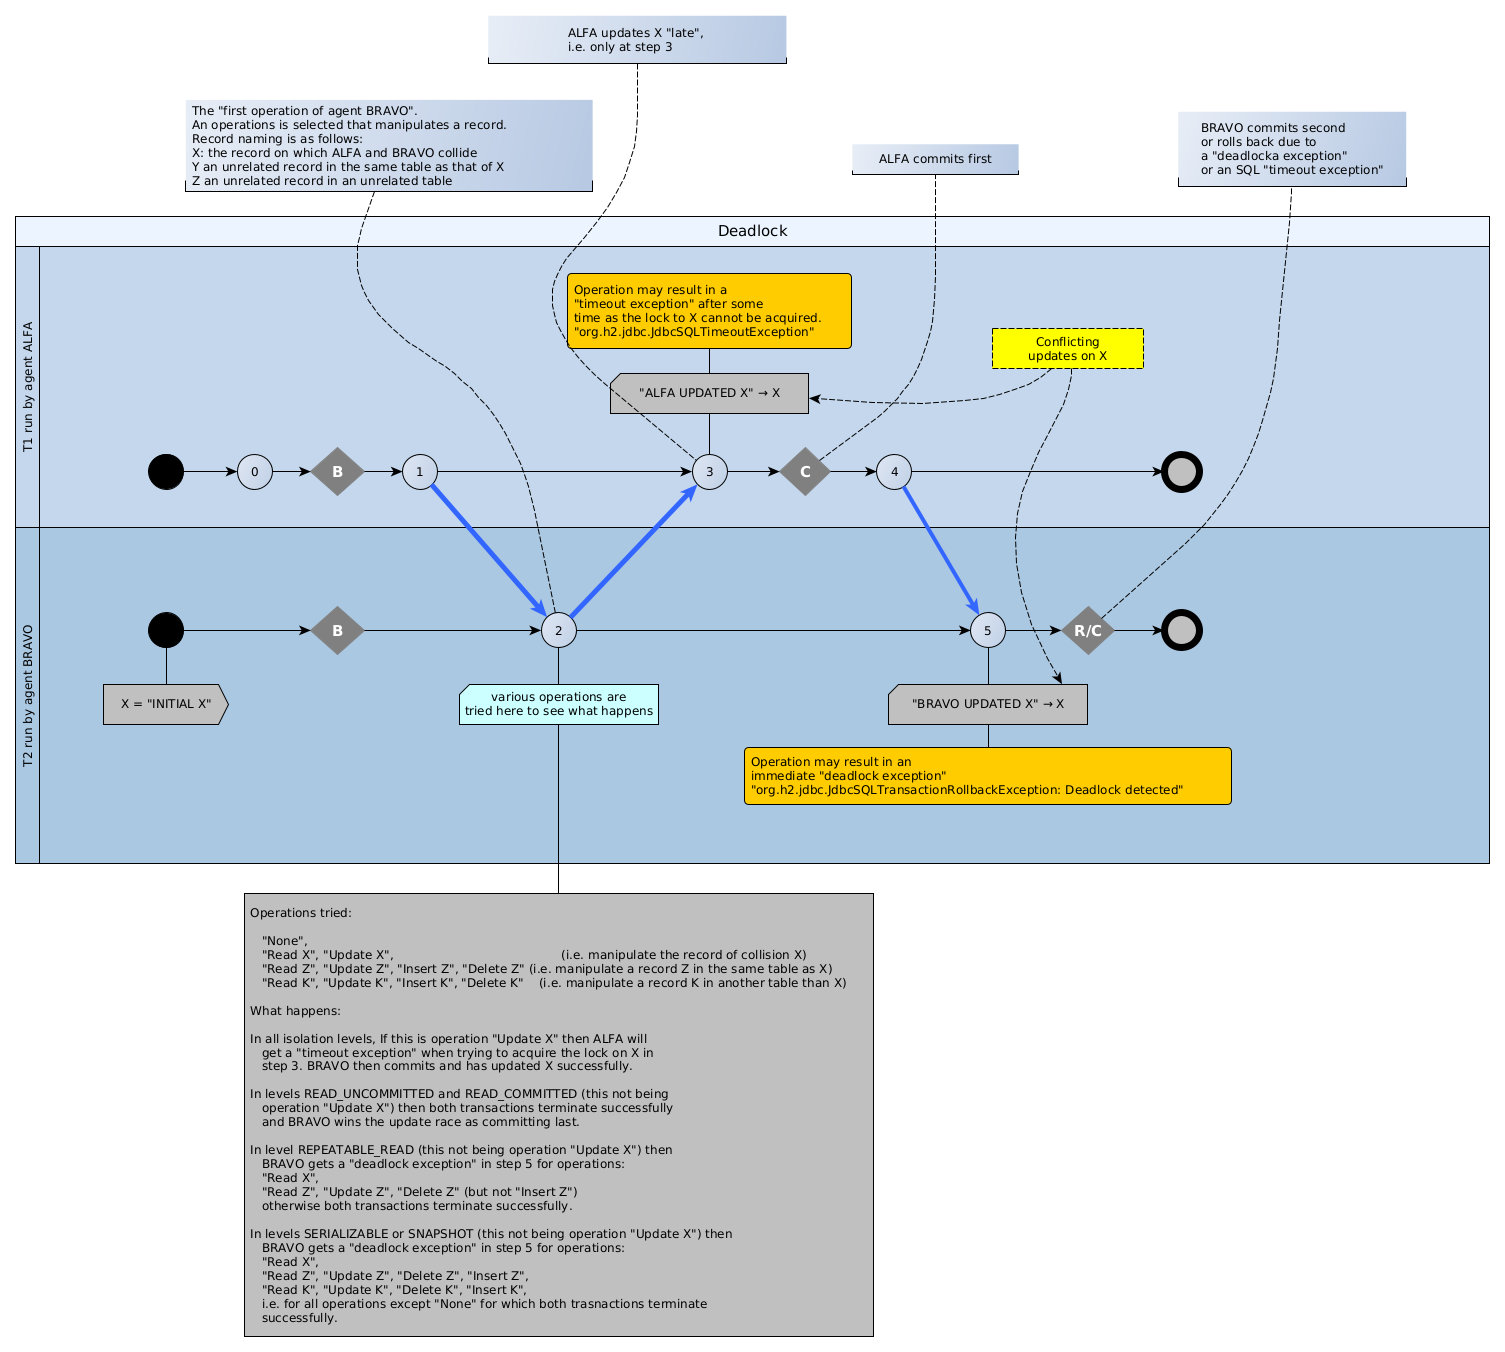 ALFA updates X "late",
i.e. only at step 3
The "first operation of agent BRAVO".
An operations is selected that manipulates a record.
Record naming is as follows:
X: the record on which ALFA and BRAVO collide
Y an unrelated record in the same table as that of X
Z an unrelated record in an unrelated table
ALFA commits first
BRAVO commits second
or rolls back due to
a "deadlocka exception"
or an SQL "timeout exception"
Deadlock
T1 run by agent ALFA
Operation may result in a
"timeout exception" after some
time as the lock to X cannot be acquired.
"org.h2.jdbc.JdbcSQLTimeoutException"
Conflicting
updates on X
"ALFA UPDATED X" → X
0
B
1
3
C
4
T2 run by agent BRAVO
B
2
5
R/C
X = "INITIAL X"
various operations are
tried here to see what happens
"BRAVO UPDATED X" → X
Operation may result in an
immediate "deadlock exception"
"org.h2.jdbc.JdbcSQLTransactionRollbackException: Deadlock detected"
Operations tried:
"None",
"Read X", "Update X", (i.e. manipulate the record of collision X)
"Read Z", "Update Z", "Insert Z", "Delete Z" (i.e. manipulate a record Z in the same table as X)
"Read K", "Update K", "Insert K", "Delete K" (i.e. manipulate a record K in another table than X)
What happens:
In all isolation levels, If this is operation "Update X" then ALFA will
get a "timeout exception" when trying to acquire the lock on X in
step 3. BRAVO then commits and has updated X successfully.
In levels READ_UNCOMMITTED and READ_COMMITTED (this not being
operation "Update X") then both transactions terminate successfully
and BRAVO wins the update race as committing last.
In level REPEATABLE_READ (this not being operation "Update X") then
BRAVO gets a "deadlock exception" in step 5 for operations:
"Read X",
"Read Z", "Update Z", "Delete Z" (but not "Insert Z")
otherwise both transactions terminate successfully.
In levels SERIALIZABLE or SNAPSHOT (this not being operation "Update X") then
BRAVO gets a "deadlock exception" in step 5 for operations:
"Read X",
"Read Z", "Update Z", "Delete Z", "Insert Z",
"Read K", "Update K", "Delete K", "Insert K",
i.e. for all operations except "None" for which both trasnactions terminate
successfully.